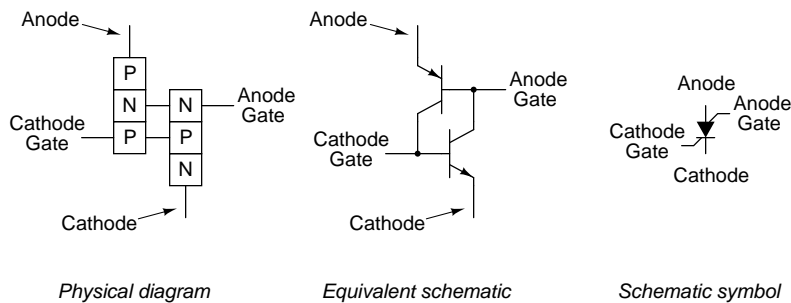 Anode
P
N N
Anode
Gate
Cathode
Gate
P P
N
Cathode
Physical diagram
Anode
Anode
Gate
Cathode
Gate
Cathode
Equivalent schematic
Anode
Anode
Gate
Cathode
Gate
Cathode
Schematic symbol